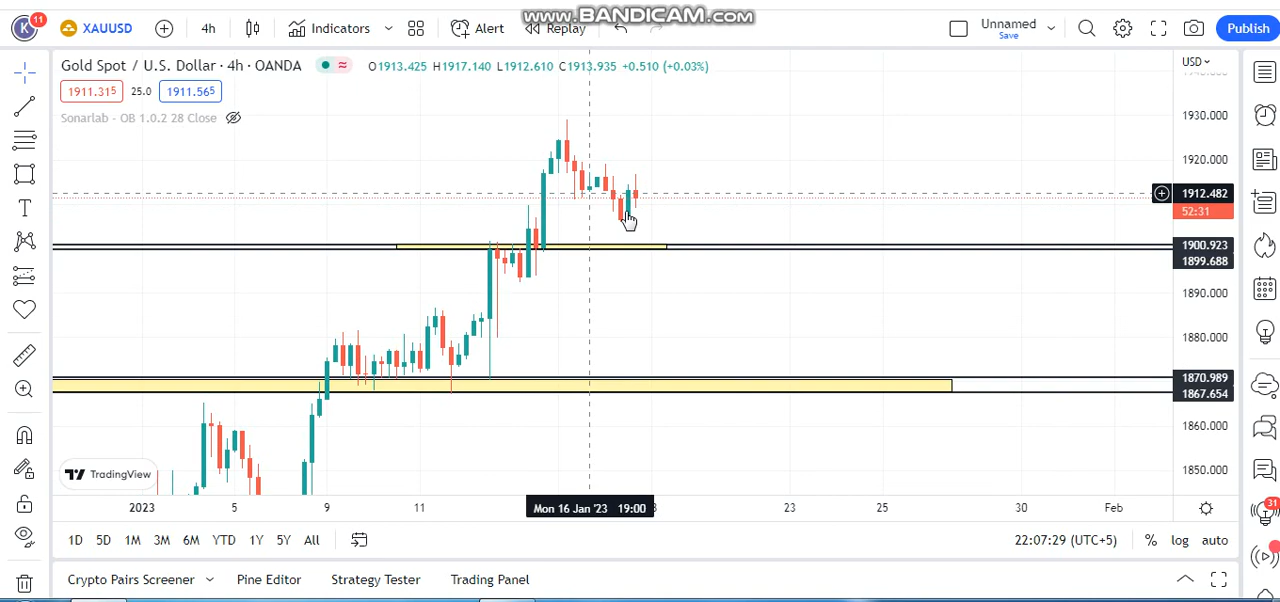 www.BANDICAM.com
K 11 XAUUSD 4h Indicators Alert Replay Unnamed Save Publish
Gold Spot / U.S. Dollar · 4h · OANDA O1913.425 H1917.140 L1912.610 C1913.935 +0.510 (+0.03%)
USD
1911.315 25.0 1911.565
Sonarlab - OB 1.0.2 28 Close
1930.000
1920.000
1912.482
52:31
1900.923
1899.688
1890.000
1880.000
1870.989
1867.654
1860.000
1850.000
TradingView
2023 5 9 11 Mon 16 Jan '23 19:00 23 25 30 Feb
31
1D 5D 1M 3M 6M YTD 1Y 5Y All 22:07:29 (UTC+5) % log auto
Crypto Pairs Screener Pine Editor Strategy Tester Trading Panel